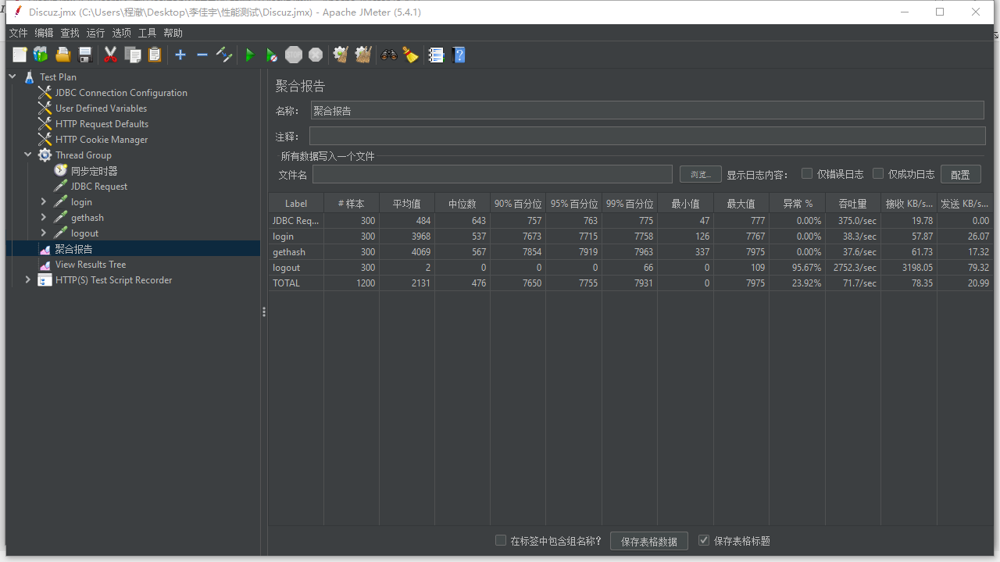 Discuz.jmx (C:\Users\程澈\Desktop\李佳宇\性能测试\Discuz.jmx) - Apache JMeter (5.4.1)
文件 编辑 查找 运行 选项 工具 帮助
Test Plan
JDBC Connection Configuration
User Defined Variables
HTTP Request Defaults
HTTP Cookie Manager
Thread Group
同步定时器
JDBC Request
login
gethash
logout
聚合报告
View Results Tree
HTTP(S) Test Script Recorder
聚合报告
名称： 聚合报告
注释：
所有数据写入一个文件
文件名 浏览... 显示日志内容： 仅错误日志 仅成功日志 配置
Label # 样本 平均值 中位数 90% 百分位 95% 百分位 99% 百分位 最小值 最大值 异常 % 吞吐量 接收 KB/s... 发送 KB/s...
JDBC Req... 300 484 643 757 763 775 47 777 0.00% 375.0/sec 19.78 0.00
login 300 3968 537 7673 7715 7758 126 7767 0.00% 38.3/sec 57.87 26.07
gethash 300 4069 567 7854 7919 7963 337 7975 0.00% 37.6/sec 61.73 17.32
logout 300 2 0 0 0 66 0 109 95.67% 2752.3/sec 3198.05 79.32
TOTAL 1200 2131 476 7650 7755 7931 0 7975 23.92% 71.7/sec 78.35 20.99
在标签中包含组名称? 保存表格数据 保存表格标题